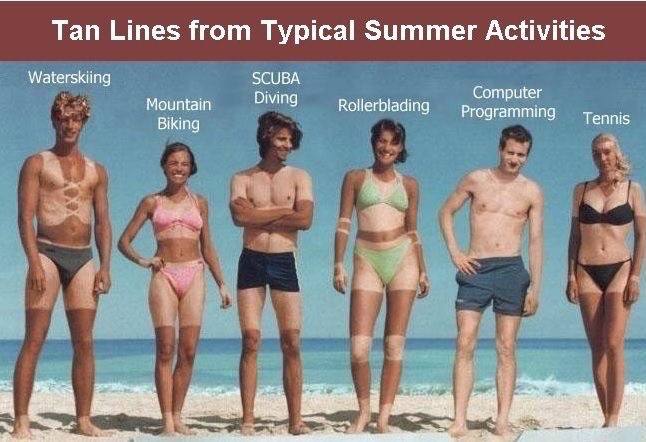 Tan Lines from Typical Summer Activities
Waterskiing
Mountain
Biking
SCUBA
Diving
Rollerblading
Computer
Programming
Tennis